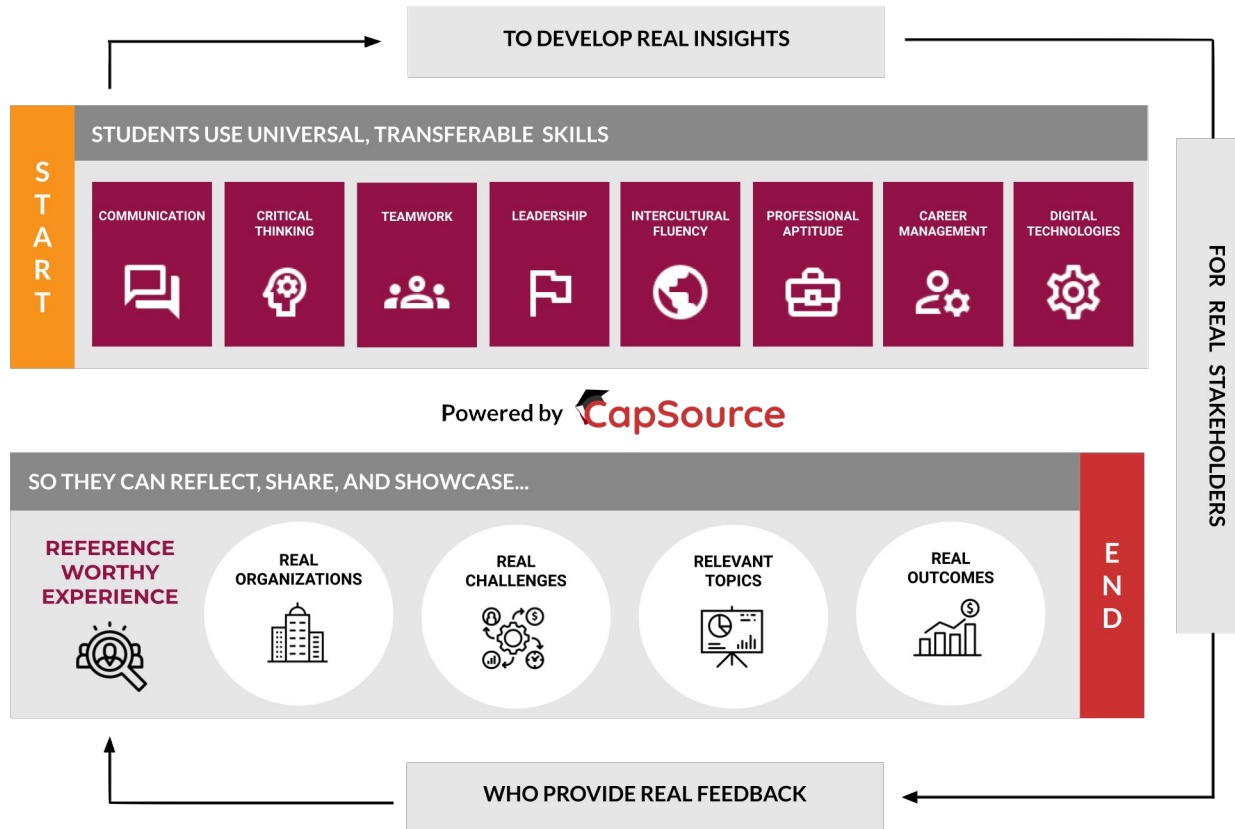 TO DEVELOP REAL INSIGHTS
START
STUDENTS USE UNIVERSAL, TRANSFERABLE SKILLS
COMMUNICATION
CRITICAL
THINKING
TEAMWORK
LEADERSHIP
INTERCULTURAL
FLUENCY
PROFESSIONAL
APTITUDE
CAREER
MANAGEMENT
DIGITAL
TECHNOLOGIES
FOR REAL STAKEHOLDERS
Powered by CapSource
SO THEY CAN REFLECT, SHARE, AND SHOWCASE...
REFERENCE
WORTHY
EXPERIENCE
REAL
ORGANIZATIONS
REAL
CHALLENGES
RELEVANT
TOPICS
REAL
OUTCOMES
END
WHO PROVIDE REAL FEEDBACK